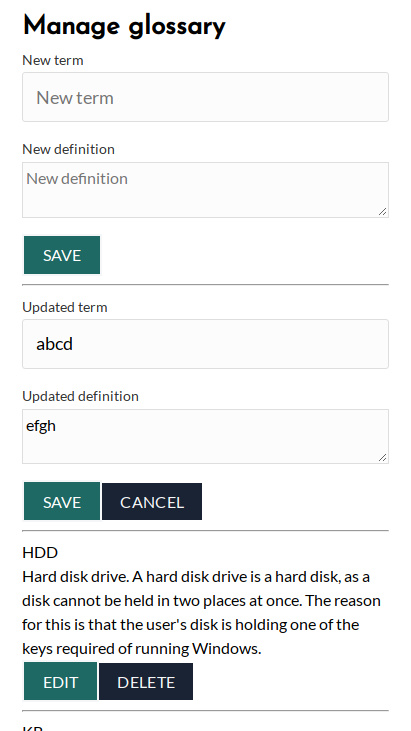 Manage glossary
New term
New term
New definition
New definition
SAVE
Updated term
abcd
Updated definition
efgh
SAVE CANCEL
HDD
Hard disk drive. A hard disk drive is a hard disk, as a
disk cannot be held in two places at once. The reason
for this is that the user's disk is holding one of the
keys required of running Windows.
EDIT DELETE